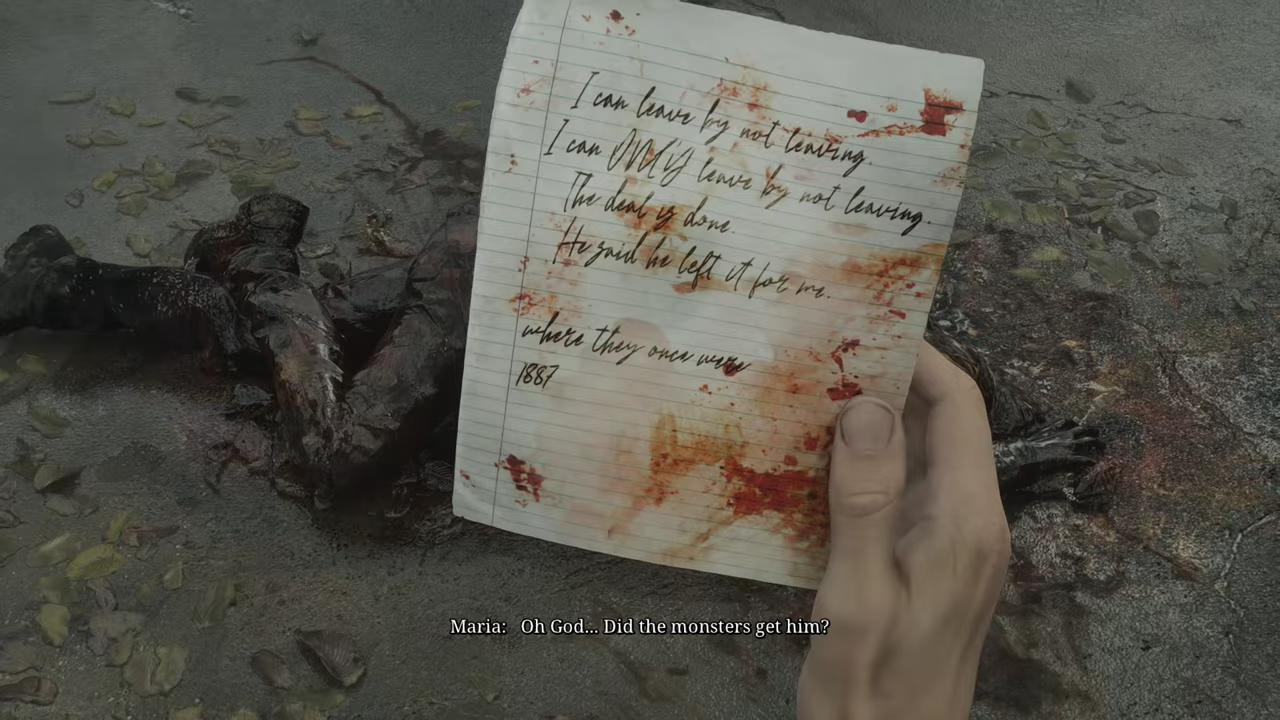 I can leave by not leaving.
I can ONLY leave by not leaving.
The deal is done.
He said he left it for me.
where they once were
1887
Maria: Oh God... Did the monsters get him?